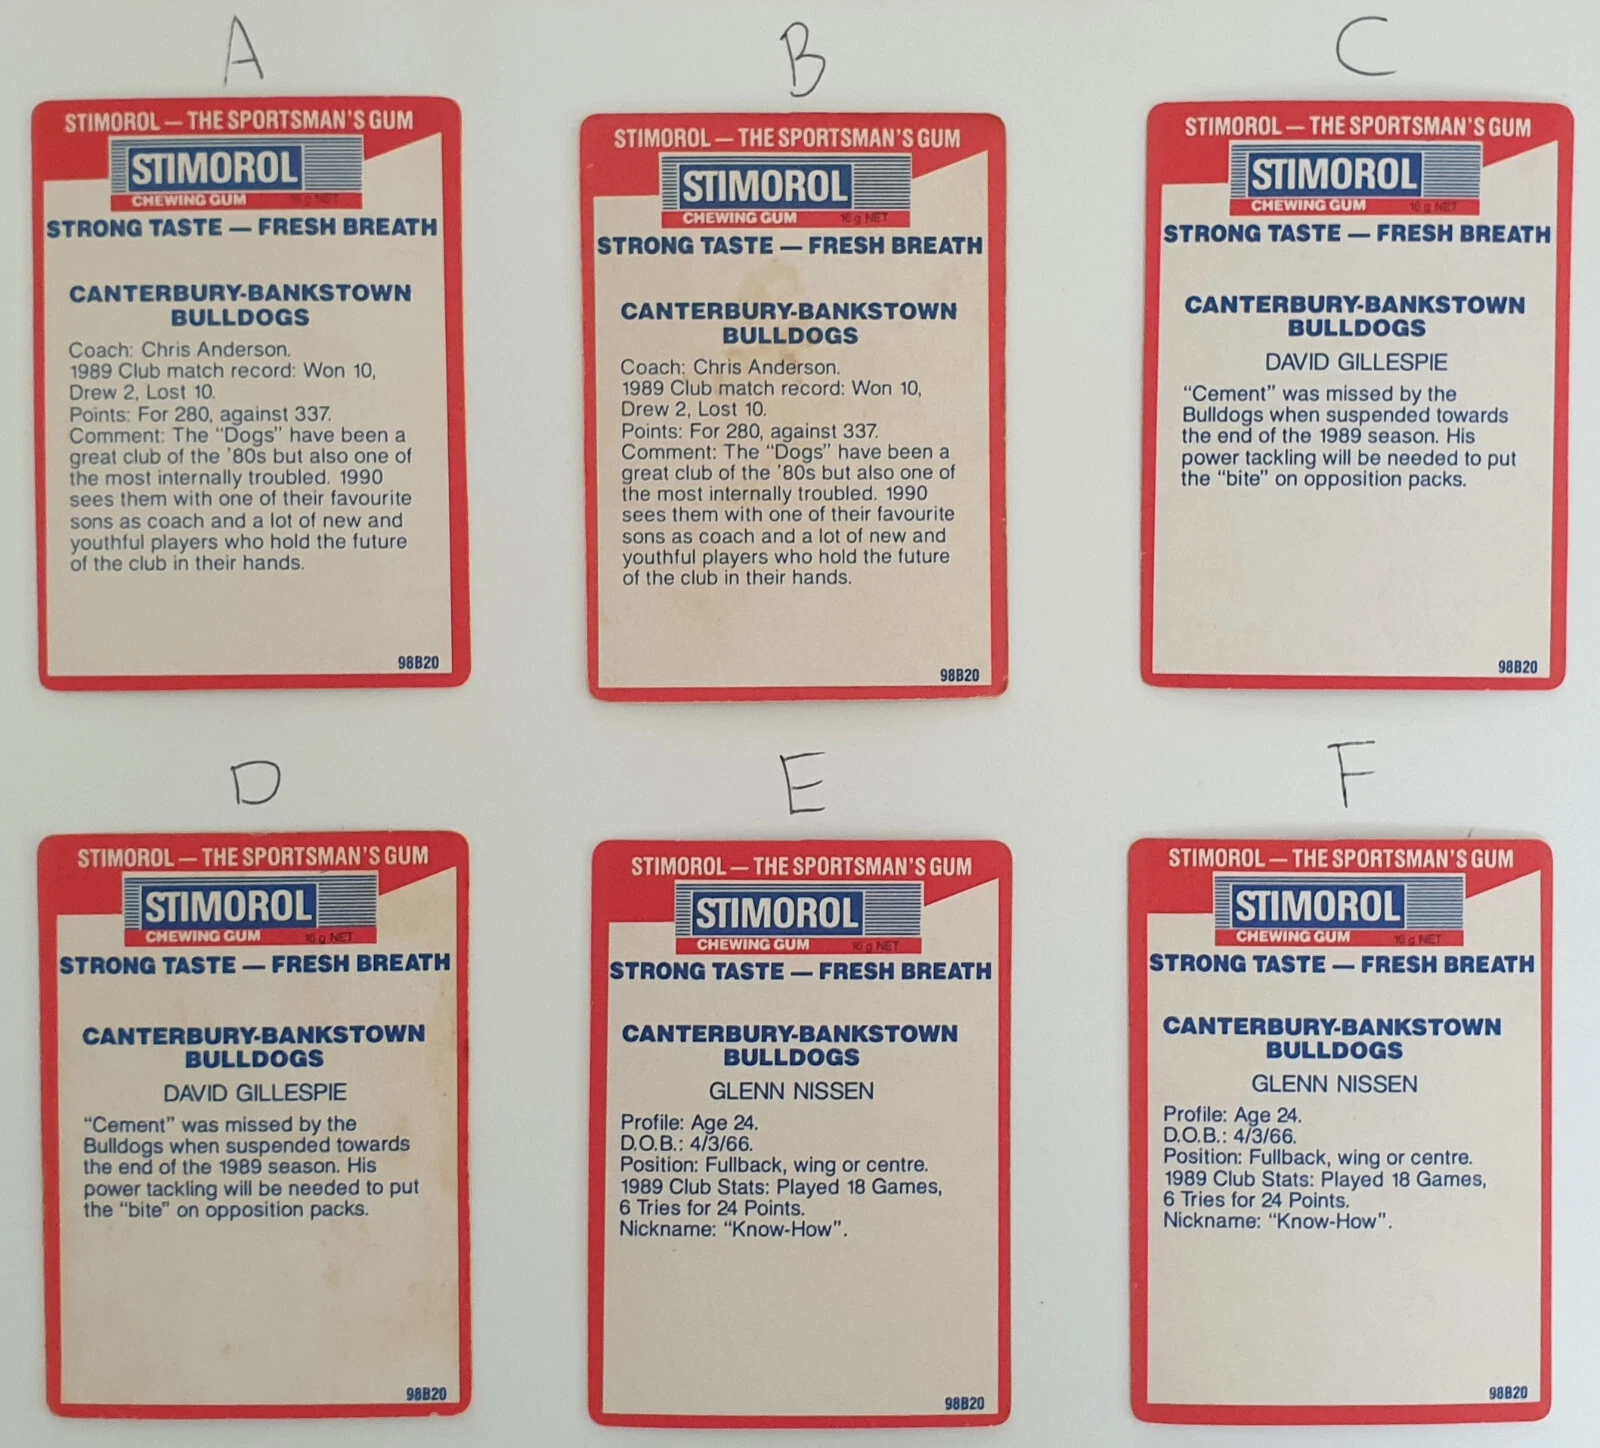 A
STIMOROL — THE SPORTSMAN'S GUM
STIMOROL
CHEWING GUM 16 g NET
STRONG TASTE — FRESH BREATH
CANTERBURY-BANKSTOWN
BULLDOGS
Coach: Chris Anderson.
1989 Club match record: Won 10,
Drew 2, Lost 10.
Points: For 280, against 337.
Comment: The “Dogs” have been a
great club of the '80s but also one of
the most internally troubled. 1990
sees them with one of their favourite
sons as coach and a lot of new and
youthful players who hold the future
of the club in their hands.
98B20
B
STIMOROL — THE SPORTSMAN'S GUM
STIMOROL
CHEWING GUM 16 g NET
STRONG TASTE — FRESH BREATH
CANTERBURY-BANKSTOWN
BULLDOGS
Coach: Chris Anderson.
1989 Club match record: Won 10,
Drew 2, Lost 10.
Points: For 280, against 337.
Comment: The “Dogs” have been a
great club of the '80s but also one of
the most internally troubled. 1990
sees them with one of their favourite
sons as coach and a lot of new and
youthful players who hold the future
of the club in their hands.
98B20
C
STIMOROL — THE SPORTSMAN'S GUM
STIMOROL
CHEWING GUM 16 g NET
STRONG TASTE — FRESH BREATH
CANTERBURY-BANKSTOWN
BULLDOGS
DAVID GILLESPIE
“Cement” was missed by the
Bulldogs when suspended towards
the end of the 1989 season. His
power tackling will be needed to put
the “bite” on opposition packs.
98B20
D
STIMOROL — THE SPORTSMAN'S GUM
STIMOROL
CHEWING GUM 16 g NET
STRONG TASTE — FRESH BREATH
CANTERBURY-BANKSTOWN
BULLDOGS
DAVID GILLESPIE
“Cement” was missed by the
Bulldogs when suspended towards
the end of the 1989 season. His
power tackling will be needed to put
the “bite” on opposition packs.
98B20
E
STIMOROL — THE SPORTSMAN'S GUM
STIMOROL
CHEWING GUM 16 g NET
STRONG TASTE — FRESH BREATH
CANTERBURY-BANKSTOWN
BULLDOGS
GLENN NISSEN
Profile: Age 24.
D.O.B.: 4/3/66.
Position: Fullback, wing or centre.
1989 Club Stats: Played 18 Games,
6 Tries for 24 Points.
Nickname: “Know-How”.
98B20
F
STIMOROL — THE SPORTSMAN'S GUM
STIMOROL
CHEWING GUM 16 g NET
STRONG TASTE — FRESH BREATH
CANTERBURY-BANKSTOWN
BULLDOGS
GLENN NISSEN
Profile: Age 24.
D.O.B.: 4/3/66.
Position: Fullback, wing or centre.
1989 Club Stats: Played 18 Games,
6 Tries for 24 Points.
Nickname: “Know-How”.
98B20